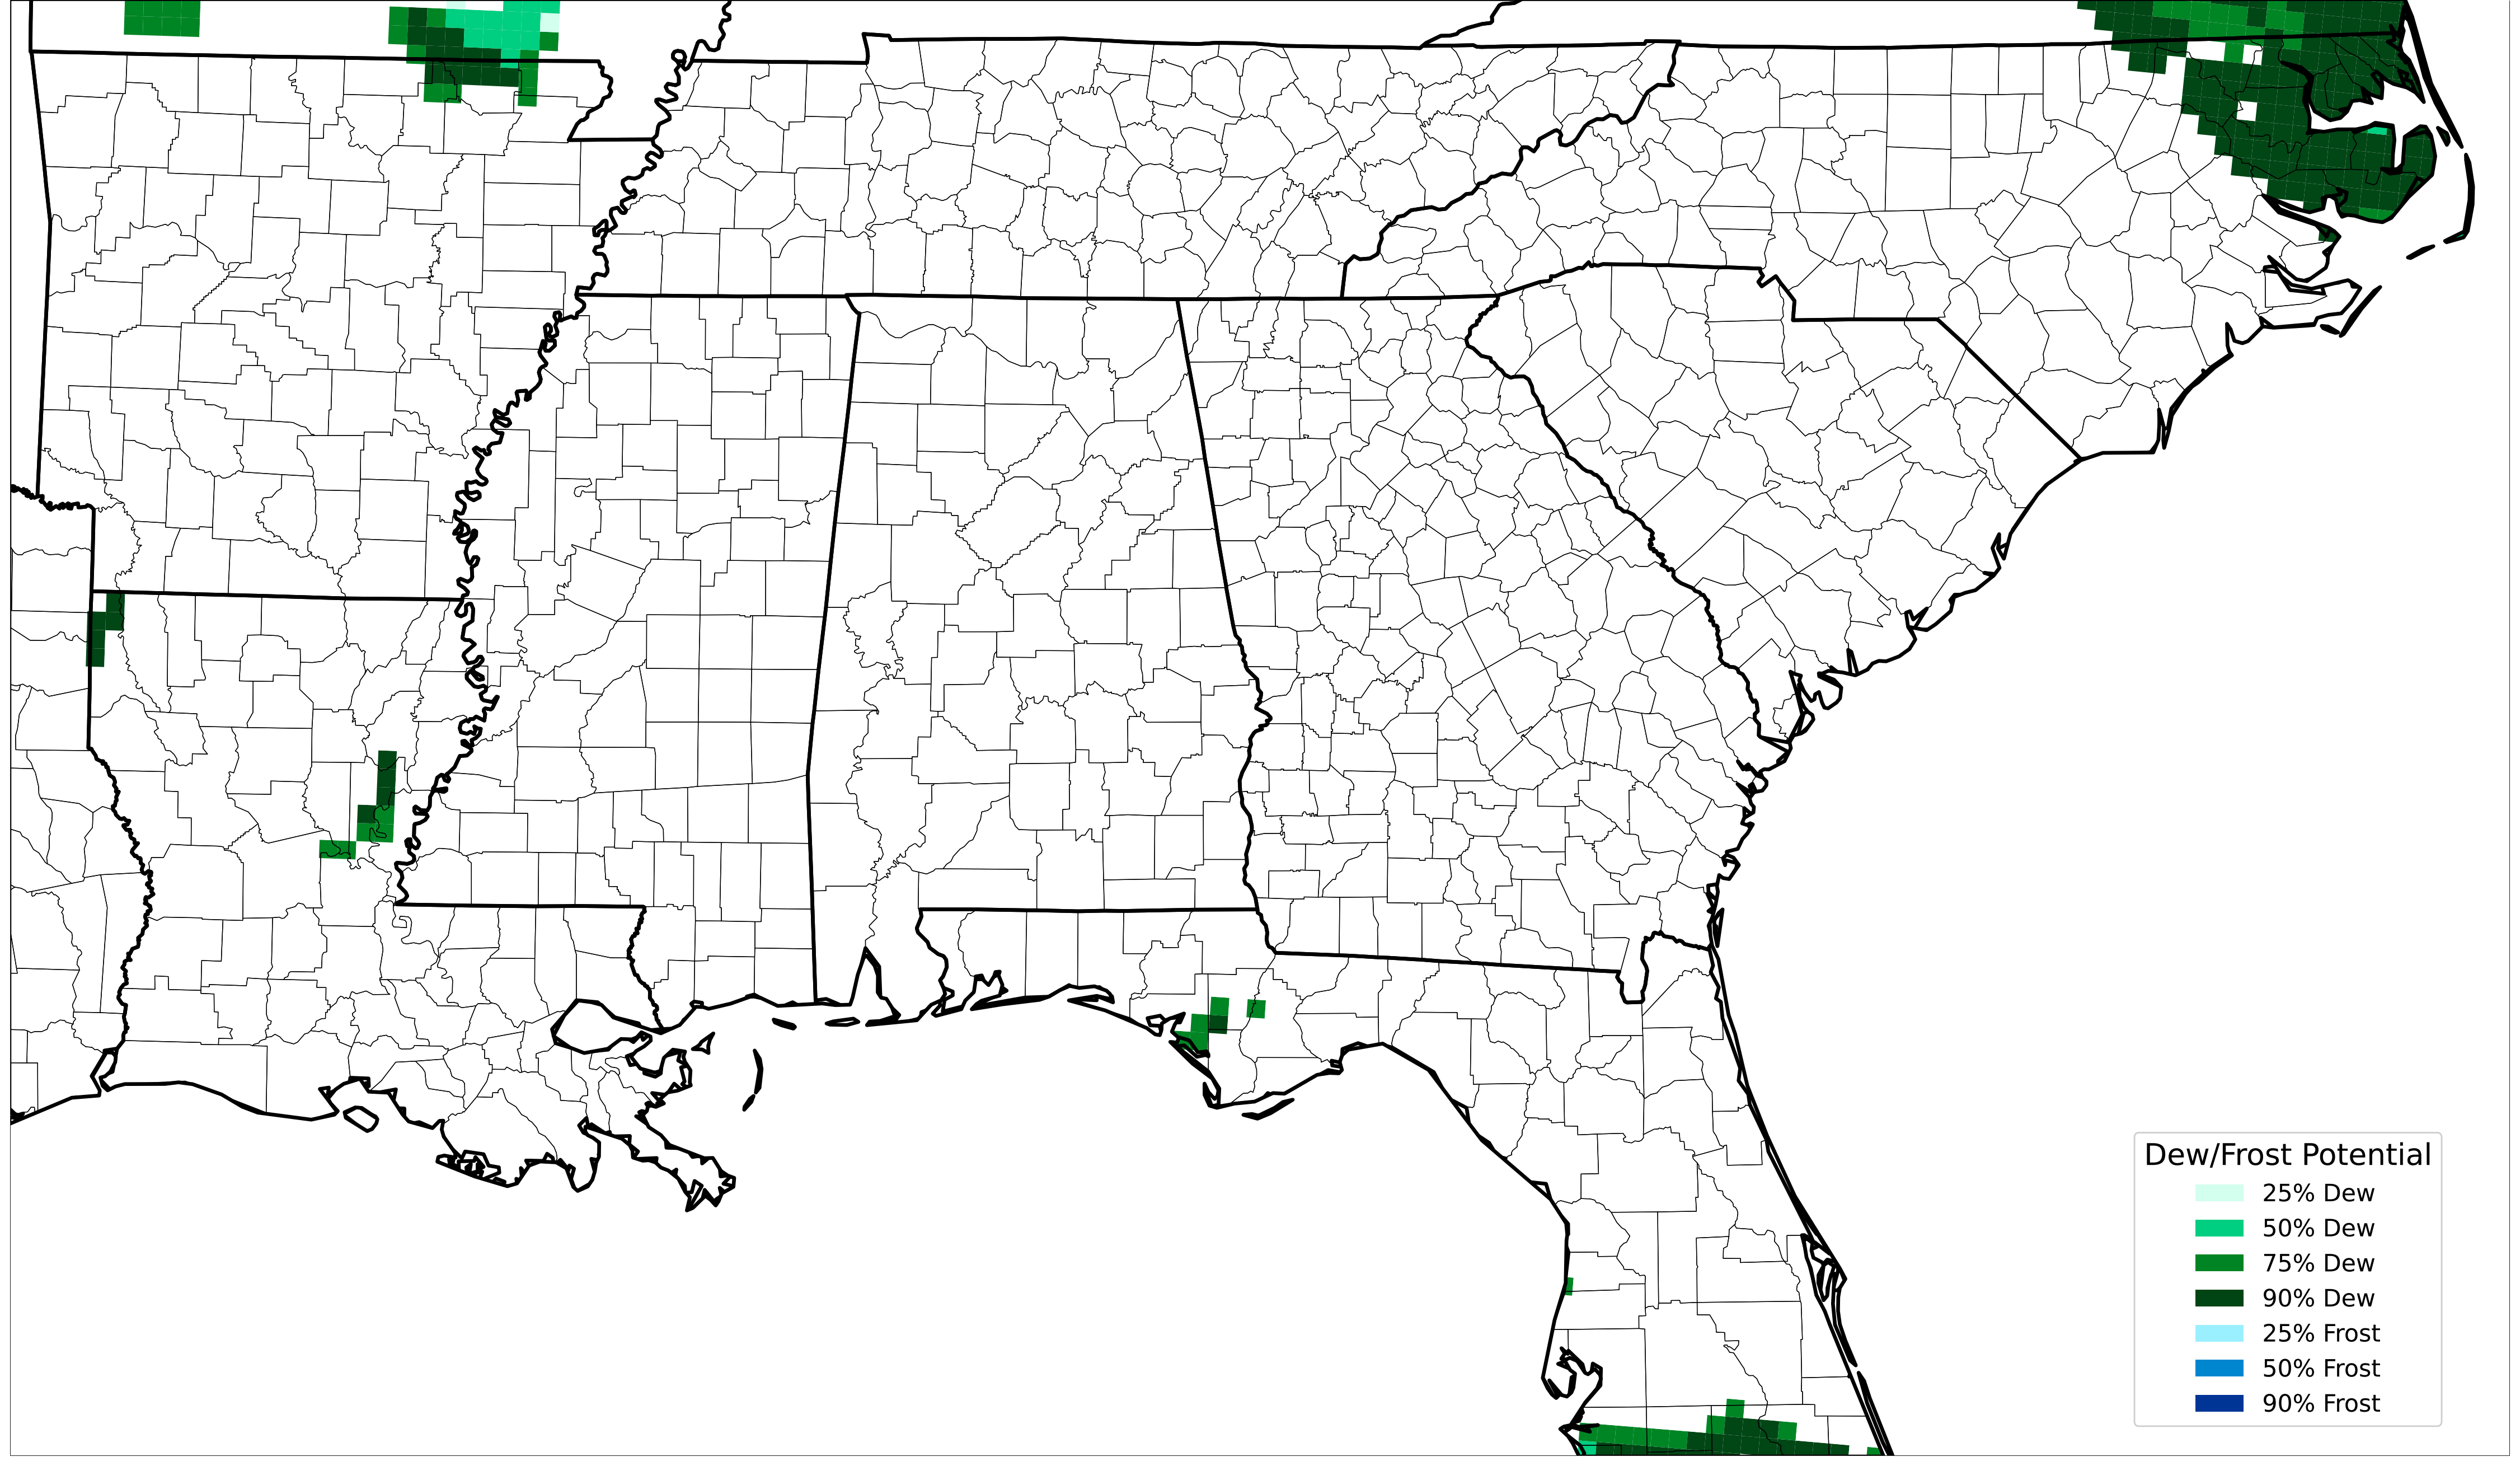 Dew/Frost Potential
25% Dew
50% Dew
75% Dew
90% Dew
25% Frost
50% Frost
90% Frost